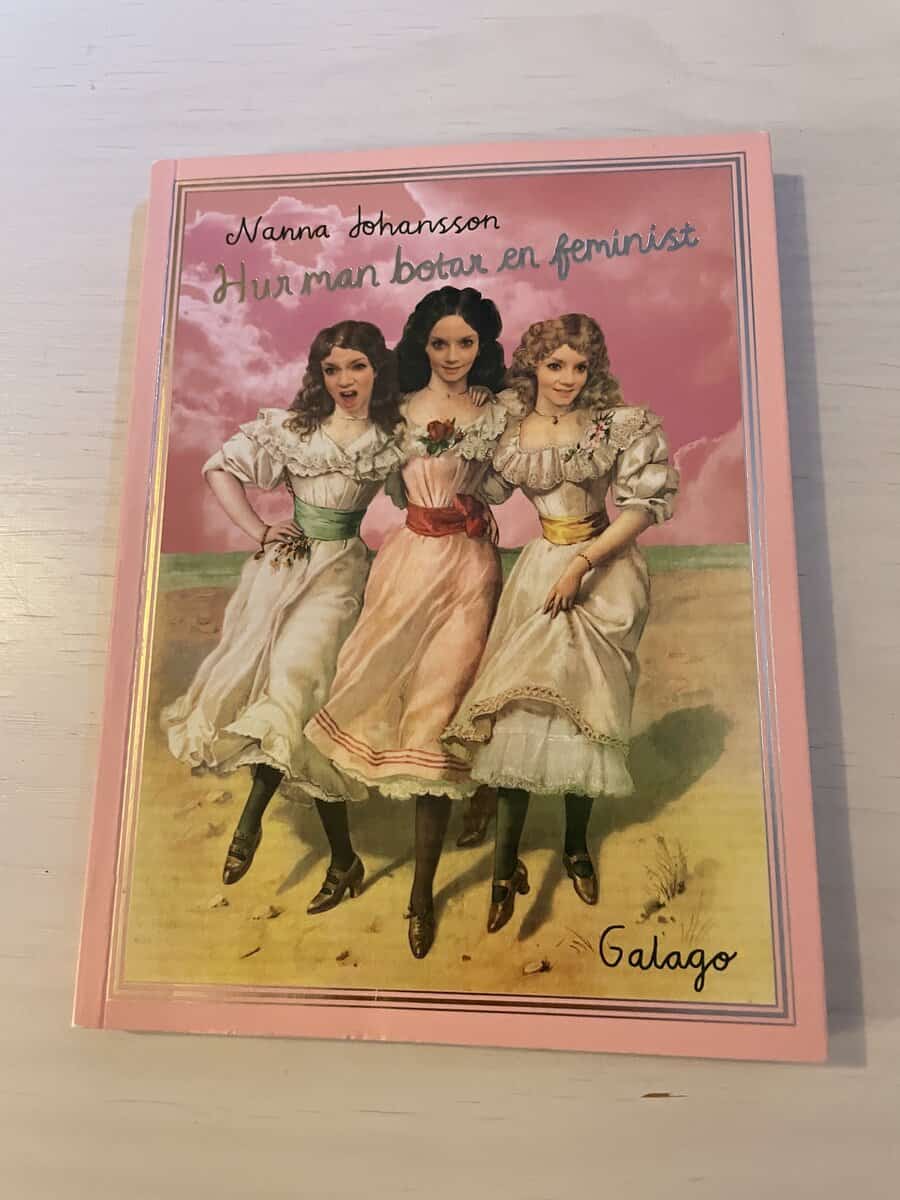 Nanna Johansson
Hur man botar en feminist
Galago